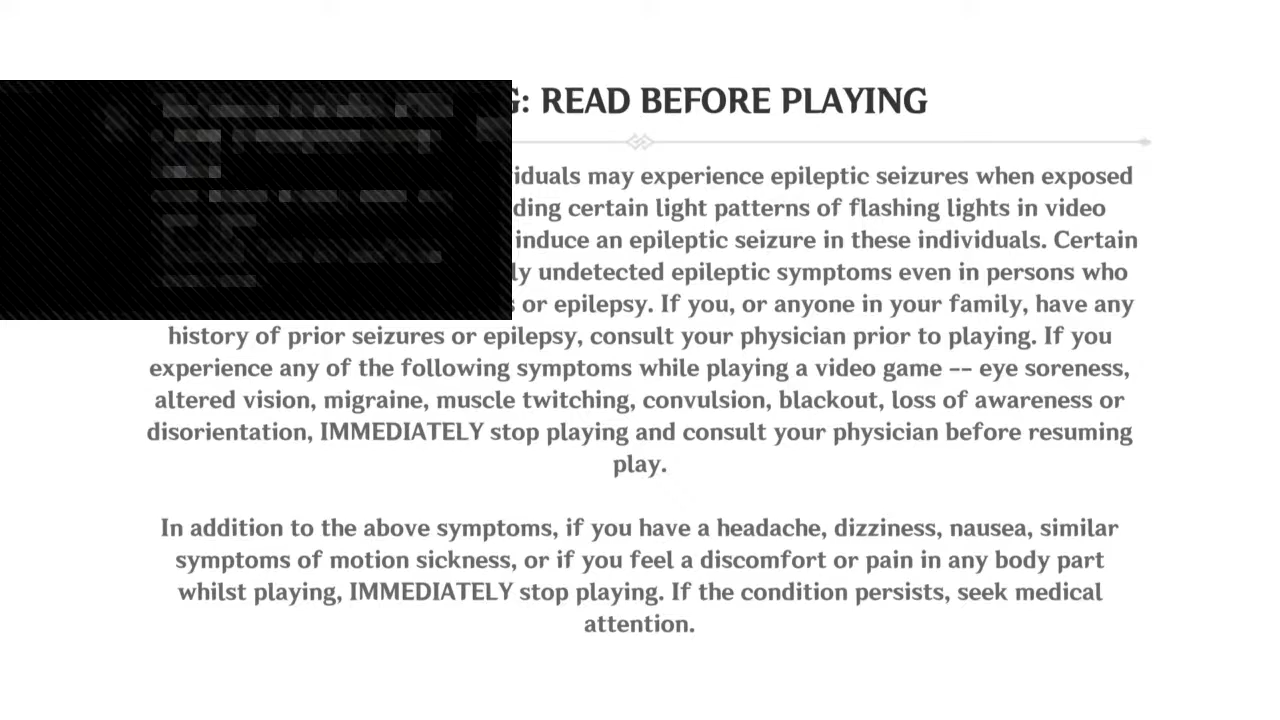 : READ BEFORE PLAYING
may experience epileptic seizures when exposed
certain light patterns of flashing lights in video
induce an epileptic seizure in these individuals. Certain
undetected epileptic symptoms even in persons who
or epilepsy. If you, or anyone in your family, have any
history of prior seizures or epilepsy, consult your physician prior to playing. If you
experience any of the following symptoms while playing a video game -- eye soreness,
altered vision, migraine, muscle twitching, convulsion, blackout, loss of awareness or
disorientation, IMMEDIATELY stop playing and consult your physician before resuming
play.
In addition to the above symptoms, if you have a headache, dizziness, nausea, similar
symptoms of motion sickness, or if you feel a discomfort or pain in any body part
whilst playing, IMMEDIATELY stop playing. If the condition persists, seek medical
attention.